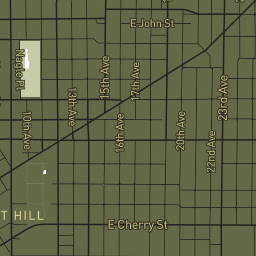 E John St
Nagle Pl
15th Ave
17th Ave
23rd Ave
13th Ave
10th Ave
16th Ave
20th Ave
22nd Ave
T HILL
E Cherry St